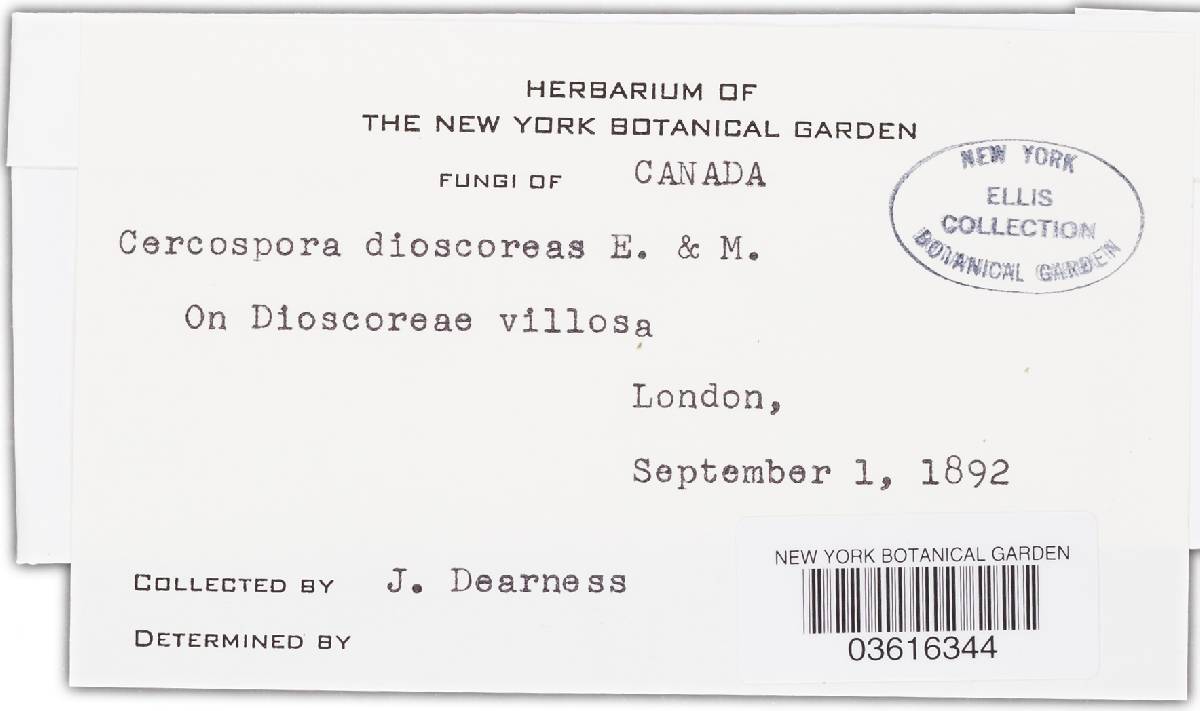 HERBARIUM OF
THE NEW YORK BOTANICAL GARDEN
FUNGI OF CANADA
NEW YORK
ELLIS
COLLECTION
BOTANICAL GARDEN
Cercospora dioscoreas E. & M.
On Dioscoreae villosa
London,
September 1, 1892
COLLECTED BY J. Dearness
DETERMINED BY
NEW YORK BOTANICAL GARDEN
03616344